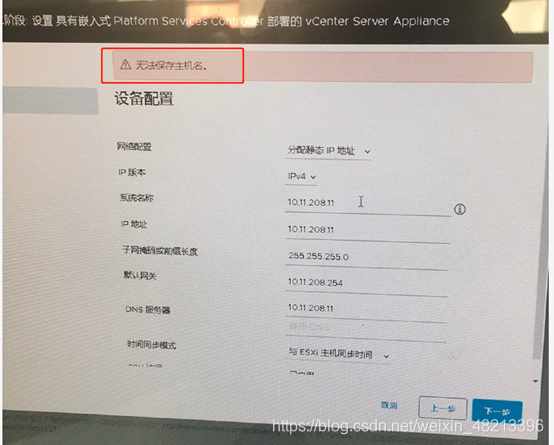 阶段: 设置 具有嵌入式 Platform Services Controller 部署的 vCenter Server Appliance
无法保存主机名。
设备配置
网络配置 分配静态 IP 地址
IP 版本 IPv4
系统名称 10.11.208.11
IP 地址 10.11.208.11
子网掩码或前缀长度 255.255.255.0
默认网关 10.11.208.254
DNS 服务器 10.11.208.11
备用 DNS
时间同步模式 与 ESXi 主机同步时间
取消 上一步 下一步
https://blog.csdn.net/weixin_48213396